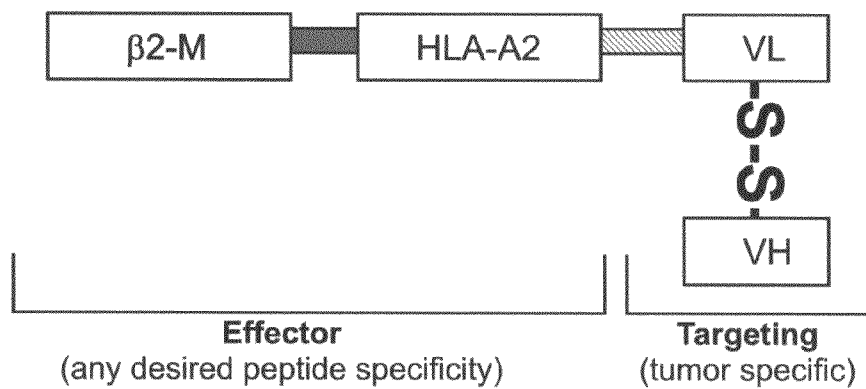 β2-M HLA-A2 VL
S-S
VH
Effector Targeting
(any desired peptide specificity) (tumor specific)